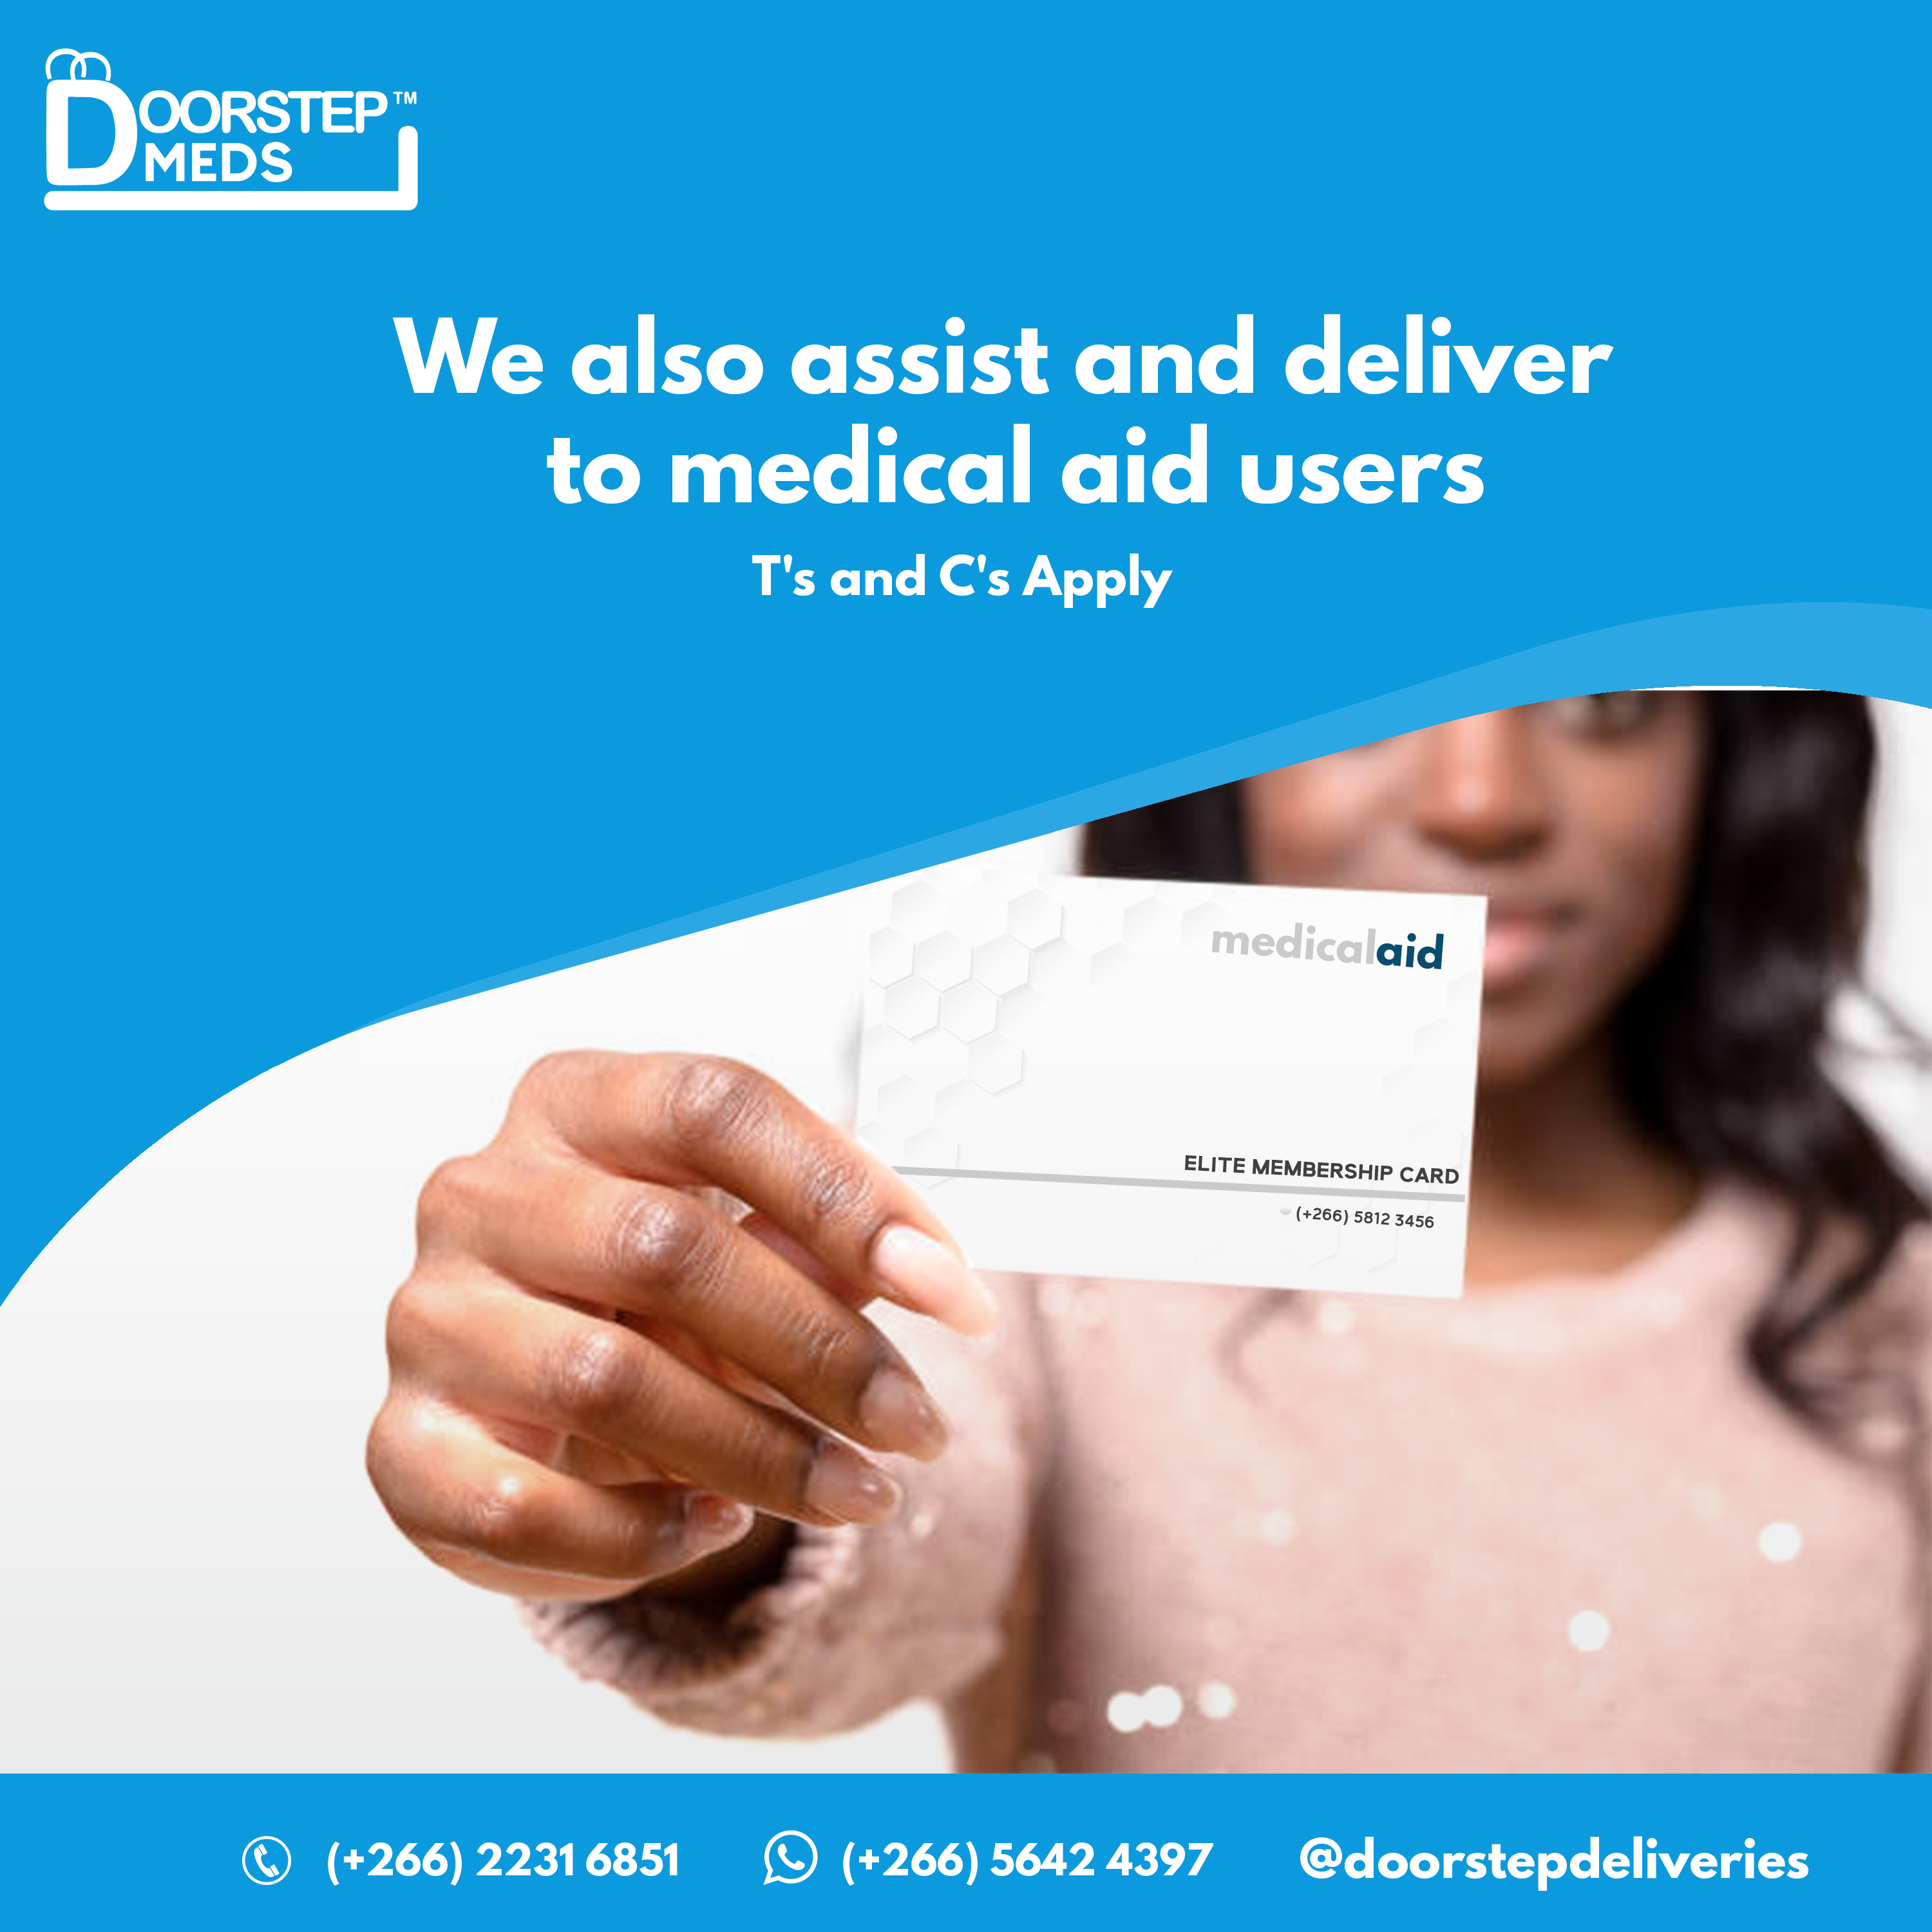 DOORSTEP™
MEDS
We also assist and deliver
to medical aid users
T's and C's Apply
medicalaid
ELITE MEMBERSHIP CARD
(+266) 5812 3456
(+266) 2231 6851
(+266) 5642 4397
@doorstepdeliveries